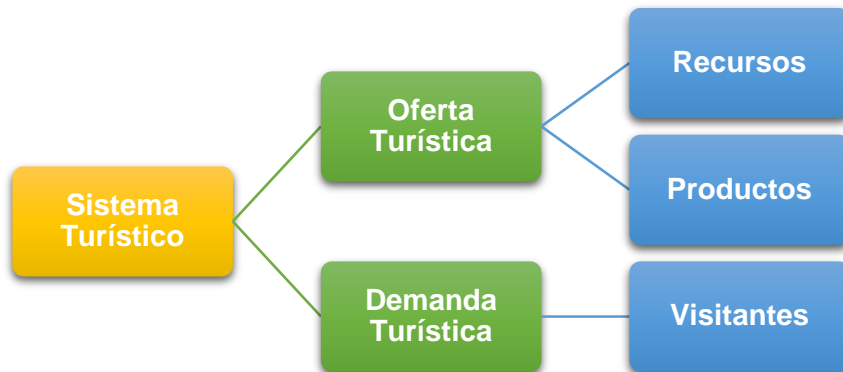 Sistema
Turístico
Oferta
Turística
Demanda
Turística
Recursos
Productos
Visitantes